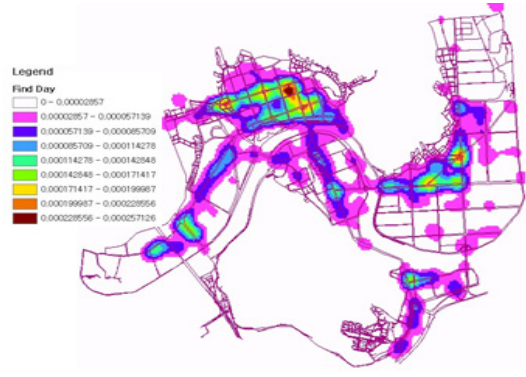 Legend
Find Day
0 - 0.00002857
0.00002857 - 0.000057139
0.000057139 - 0.000085709
0.000085709 - 0.000114278
0.000114278 - 0.000142848
0.000142848 - 0.000171417
0.000171417 - 0.000199987
0.000199987 - 0.000228556
0.000228556 - 0.000257126